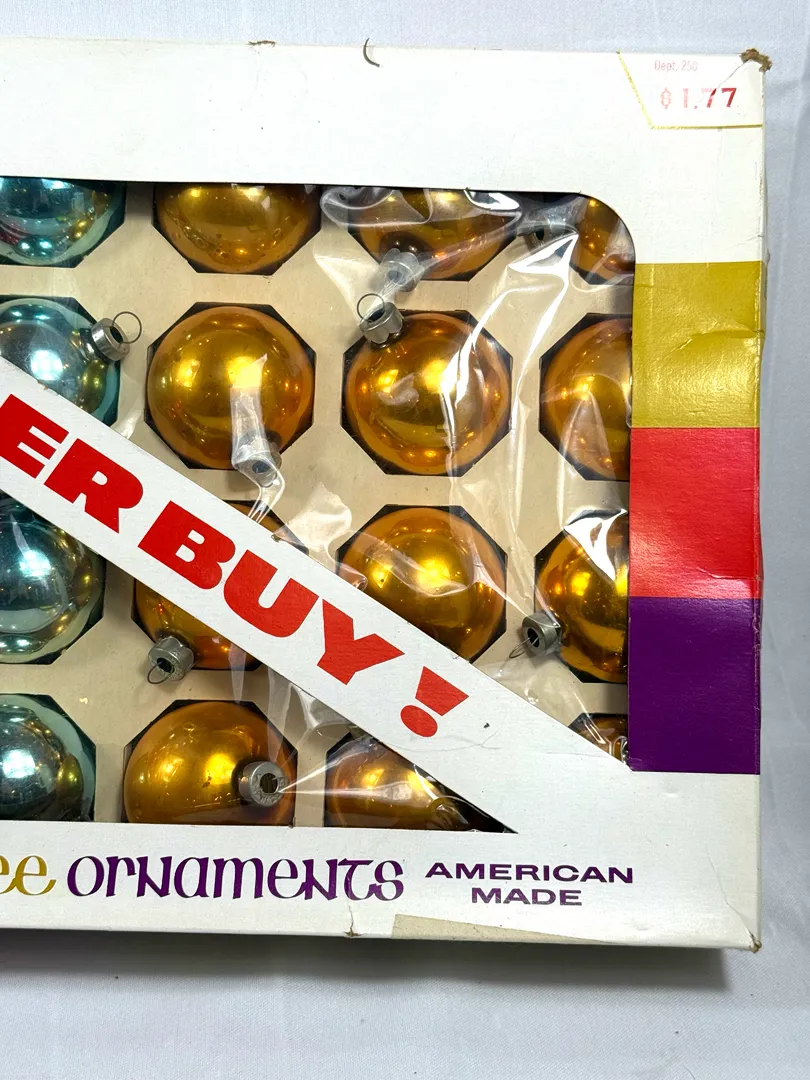 Dept. 250
$1.77
ER BUY!
ee ORNAMENTS AMERICAN
MADE